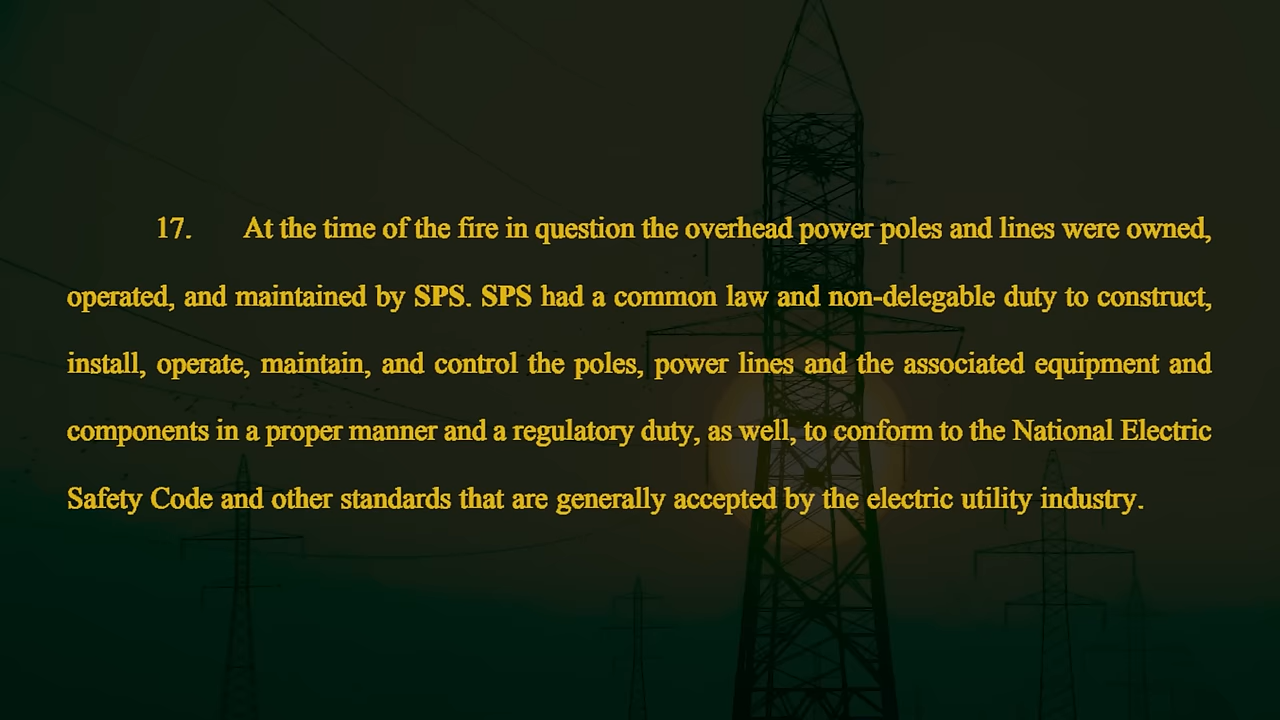 17. At the time of the fire in question the overhead power poles and lines were owned,
operated, and maintained by SPS. SPS had a common law and non-delegable duty to construct,
install, operate, maintain, and control the poles, power lines and the associated equipment and
components in a proper manner and a regulatory duty, as well, to conform to the National Electric
Safety Code and other standards that are generally accepted by the electric utility industry.